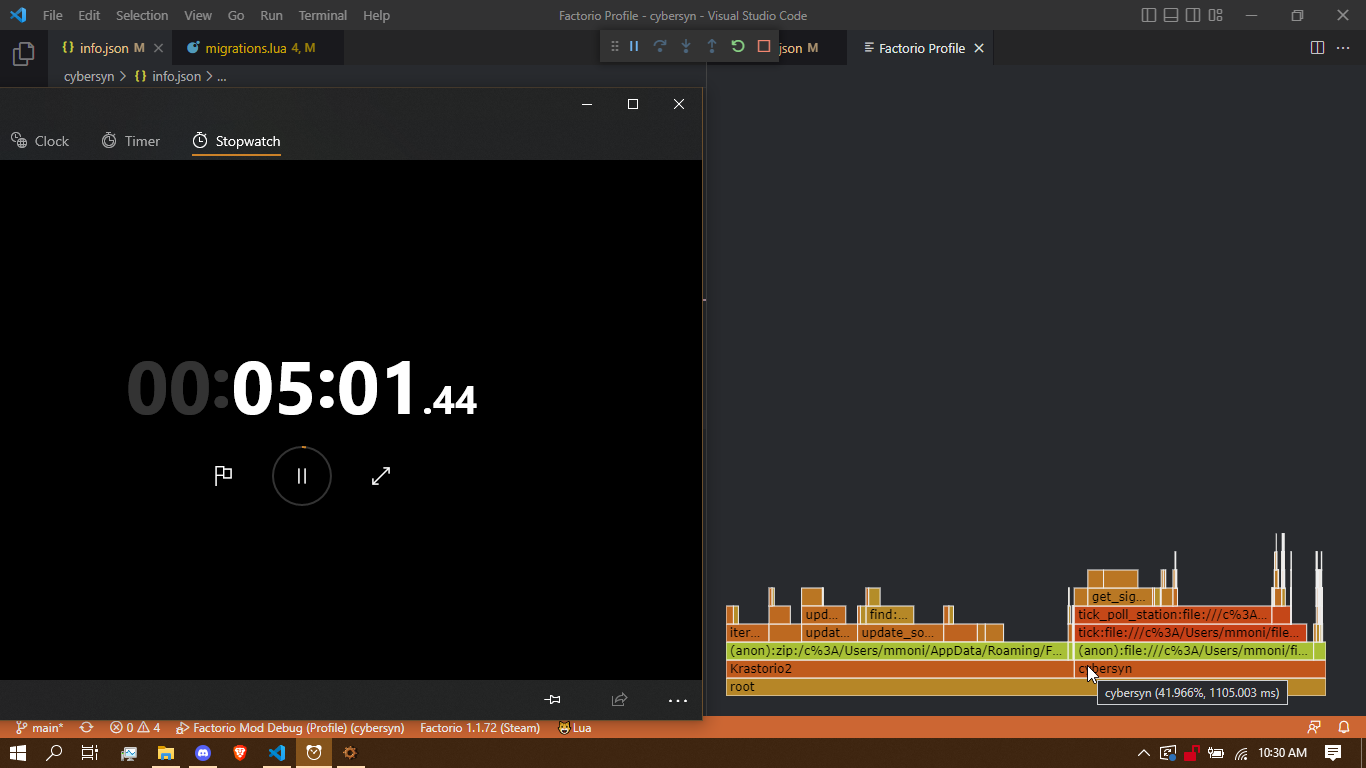 File Edit Selection View Go Run Terminal Help
Factorio Profile - cybersyn - Visual Studio Code
{} info.json M
migrations.lua 4, M
json M
Factorio Profile
cybersyn > {} info.json > ...
Clock
Timer
Stopwatch
00:05:01.44
upd...
find:...
iter...
updat...
update_so...
(anon):zip:/c%3A/Users/mmoni/AppData/Roaming/F...
Krastorio2
root
get_sig...
tick_poll_station:file:///c%3A...
tick:file:///c%3A/Users/mmoni/file...
(anon):file:///c%3A/Users/mmoni/fi...
cybersyn
cybersyn (41.966%, 1105.003 ms)
main* 0 4 Factorio Mod Debug (Profile) (cybersyn) Factorio 1.1.72 (Steam) Lua
10:30 AM